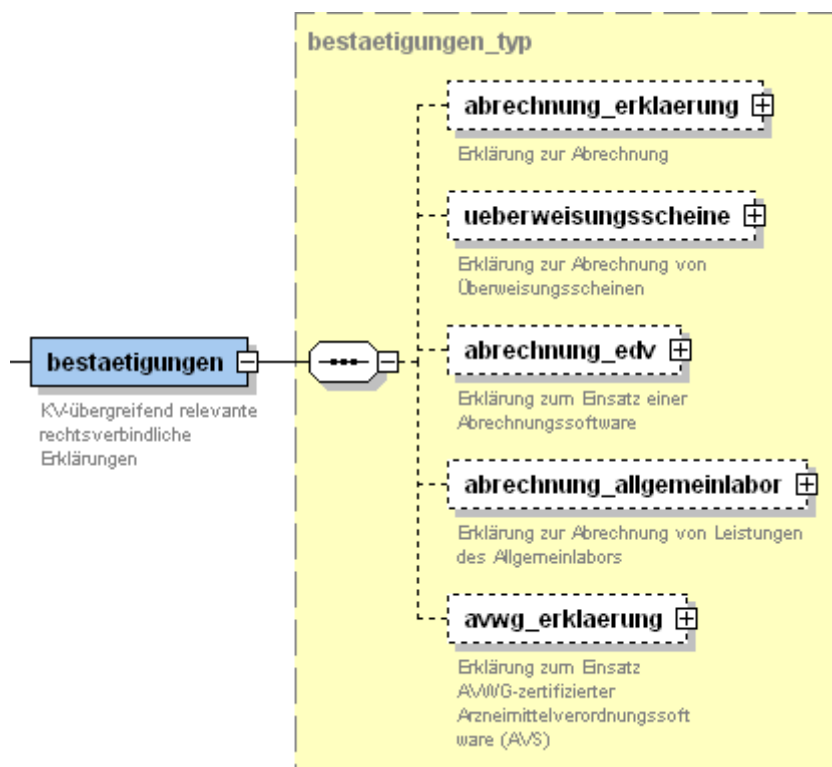 bestaetigungen_typ
abrechnung_erklaerung
Erklärung zur Abrechnung
ueberweisungsscheine
Erklärung zur Abrechnung von
Überweisungsscheinen
bestaetigungen
KV-übergreifend relevante
rechtsverbindliche
Erklärungen
abrechnung_edv
Erklärung zum Einsatz einer
Abrechnungssoftware
abrechnung_allgemeinlabor
Erklärung zur Abrechnung von Leistungen
des Allgemeinlabors
avwg_erklaerung
Erklärung zum Einsatz
AVWG-zertifizierter
Arzneimittelverordnungssoft
ware (AVS)